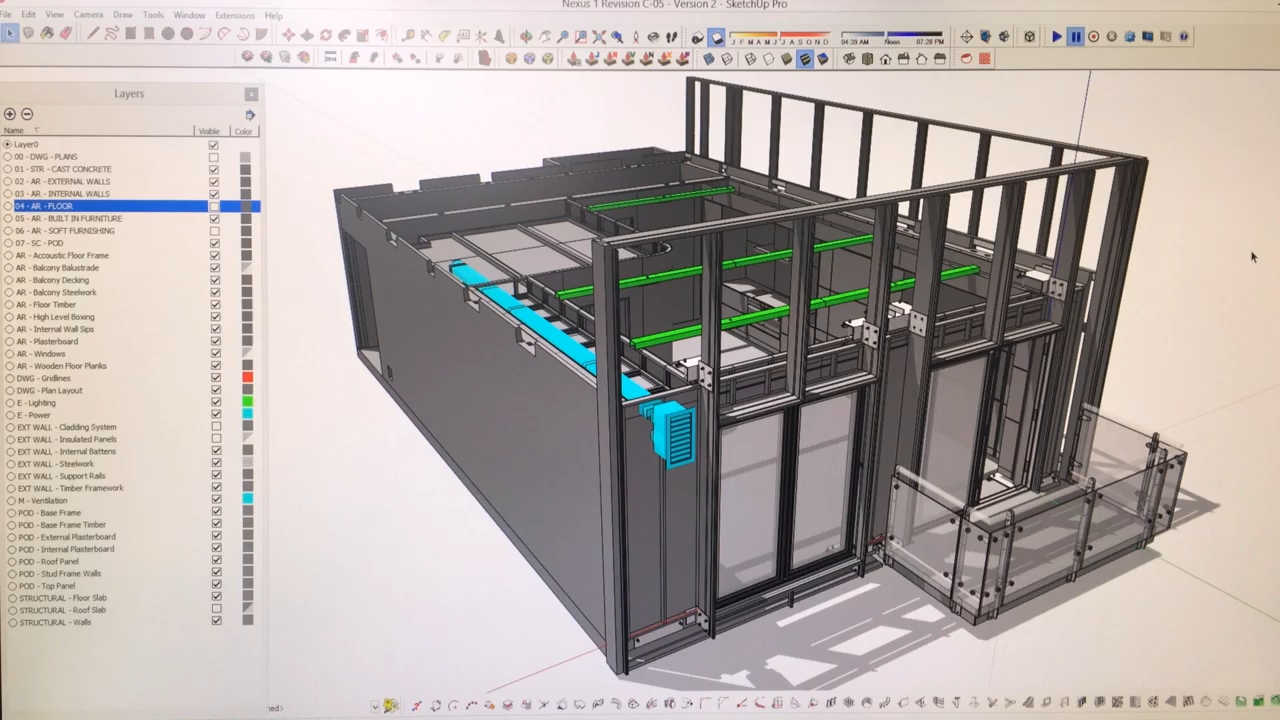 Nexus 1 Revision C-05 - Version 2 - SketchUp Pro
File Edit View Camera Draw Tools Window Extensions Help
J F M A M J J A S O N D 04:39 AM Noon 07:28 PM
Layers
Name Visible Color
Layer0
00 - DWG - PLANS
01 - STR - CAST CONCRETE
02 - AR - EXTERNAL WALLS
03 - AR - INTERNAL WALLS
04 - AR - FLOOR
05 - AR - BUILT IN FURNITURE
06 - AR - SOFT FURNISHING
07 - SC - POD
AR - Accoustic Floor Frame
AR - Balcony Balustrade
AR - Balcony Decking
AR - Balcony Steelwork
AR - Floor Timber
AR - High Level Boxing
AR - Internal Wall Sips
AR - Plasterboard
AR - Windows
AR - Wooden Floor Planks
DWG - Gridlines
DWG - Plan Layout
E - Lighting
E - Power
EXT WALL - Cladding System
EXT WALL - Insulated Panels
EXT WALL - Internal Battens
EXT WALL - Steelwork
EXT WALL - Support Rails
EXT WALL - Timber Framework
M - Ventilation
POD - Base Frame
POD - Base Frame Timber
POD - External Plasterboard
POD - Internal Plasterboard
POD - Roof Panel
POD - Stud Frame Walls
POD - Top Panel
STRUCTURAL - Floor Slab
STRUCTURAL - Roof Slab
STRUCTURAL - Walls